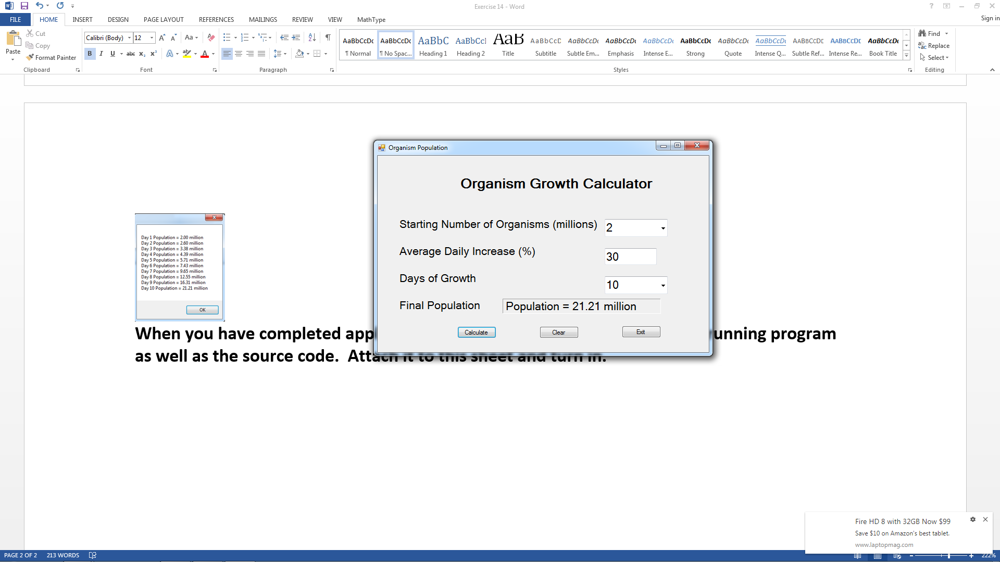 Exercise 14 - Word
Sign in
FILE HOME INSERT DESIGN PAGE LAYOUT REFERENCES MAILINGS REVIEW VIEW MathType
Paste
Cut
Copy
Format Painter
Clipboard
Calibri (Body) 12
Font
Paragraph
AaBbCcDc AaBbCcDc AaBbC AaBbCcI AaB AaBbCcD AaBbCcDc AaBbCcDc AaBbCcDc AaBbCcDc AaBbCcDc AaBbCcDc AABBCCDE AABBCCDE AaBbCcDc
¶ Normal ¶ No Spac... Heading 1 Heading 2 Title Subtitle Subtle Em... Emphasis Intense E... Strong Quote Intense Q... Subtle Ref... Intense Re... Book Title
Styles
Find
Replace
Select
Editing
Day 1 Population = 2.00 million
Day 2 Population = 2.60 million
Day 3 Population = 3.38 million
Day 4 Population = 4.39 million
Day 5 Population = 5.71 million
Day 6 Population = 7.43 million
Day 7 Population = 9.65 million
Day 8 Population = 12.55 million
Day 9 Population = 16.31 million
Day 10 Population = 21.21 million
OK
Organism Population
Organism Growth Calculator
Starting Number of Organisms (millions) 2
Average Daily Increase (%) 30
Days of Growth 10
Final Population Population = 21.21 million
Calculate Clear Exit
When you have completed app unning program
as well as the source code. Attach it to this sheet and turn in.
Fire HD 8 with 32GB Now $99
Save $10 on Amazon's best tablet.
www.laptopmag.com
PAGE 2 OF 2 213 WORDS 222%